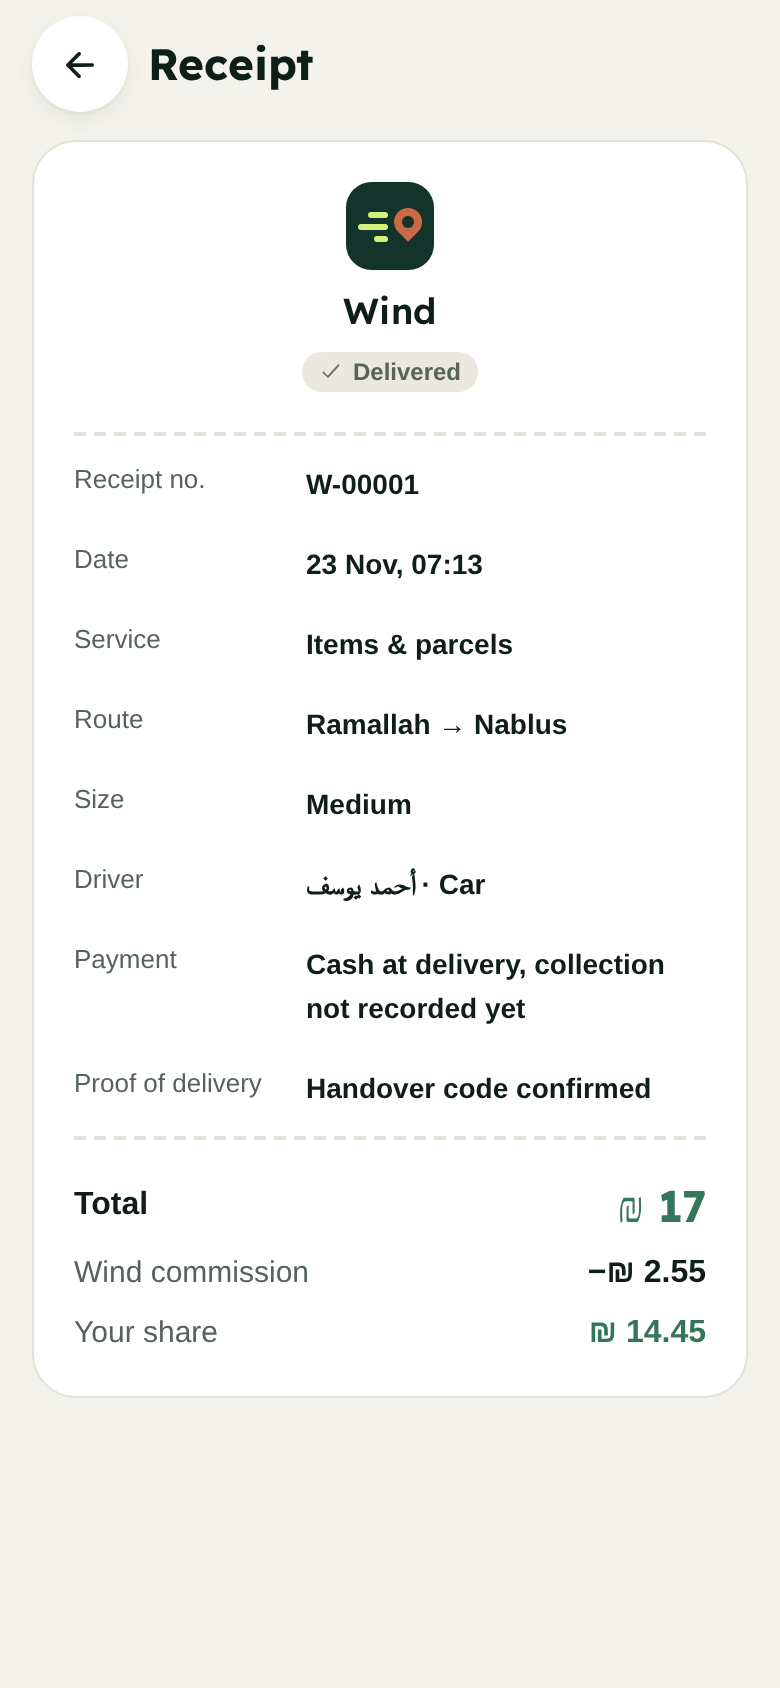 Receipt
Wind
Delivered
Receipt no. W-00001
Date 23 Nov, 07:13
Service Items & parcels
Route Ramallah → Nablus
Size Medium
Driver أحمد يوسف · Car
Payment Cash at delivery, collection
not recorded yet
Proof of delivery Handover code confirmed
Total ₪ 17
Wind commission −₪ 2.55
Your share ₪ 14.45